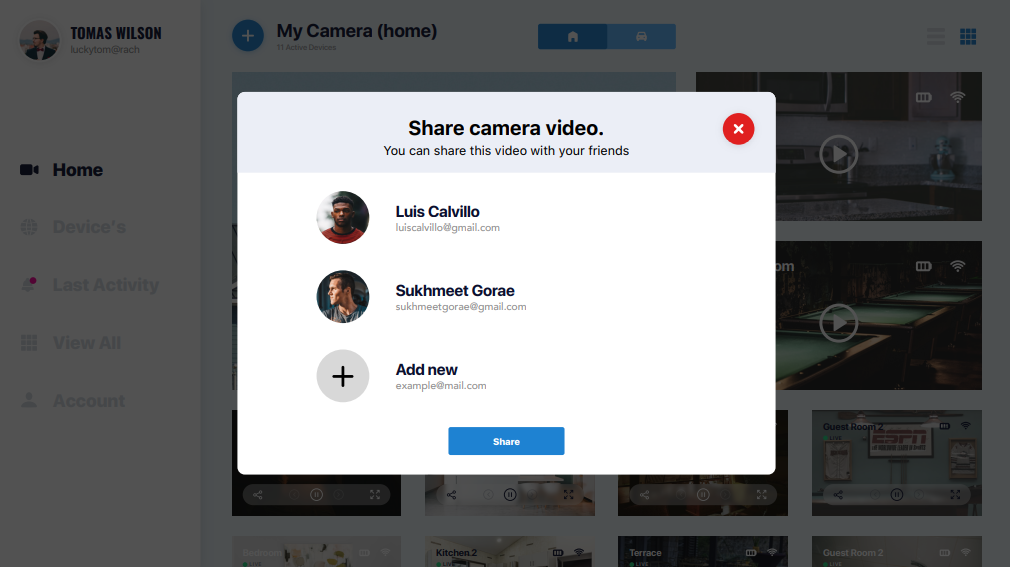 TOMAS WILSON
luckytom@rach
My Camera (home)
11 Active Devices
Home
Device's
Last Activity
View All
Account
Share camera video.
You can share this video with your friends
Luis Calvillo
luiscalvillo@gmail.com
Sukhmeet Gorae
sukhmeetgorae@gmail.com
Add new
example@mail.com
Share
Guest Room 2
LIVE
ESPN
Bedroom
LIVE
Kitchen 2
LIVE
Terrace
LIVE
Guest Room 2
LIVE